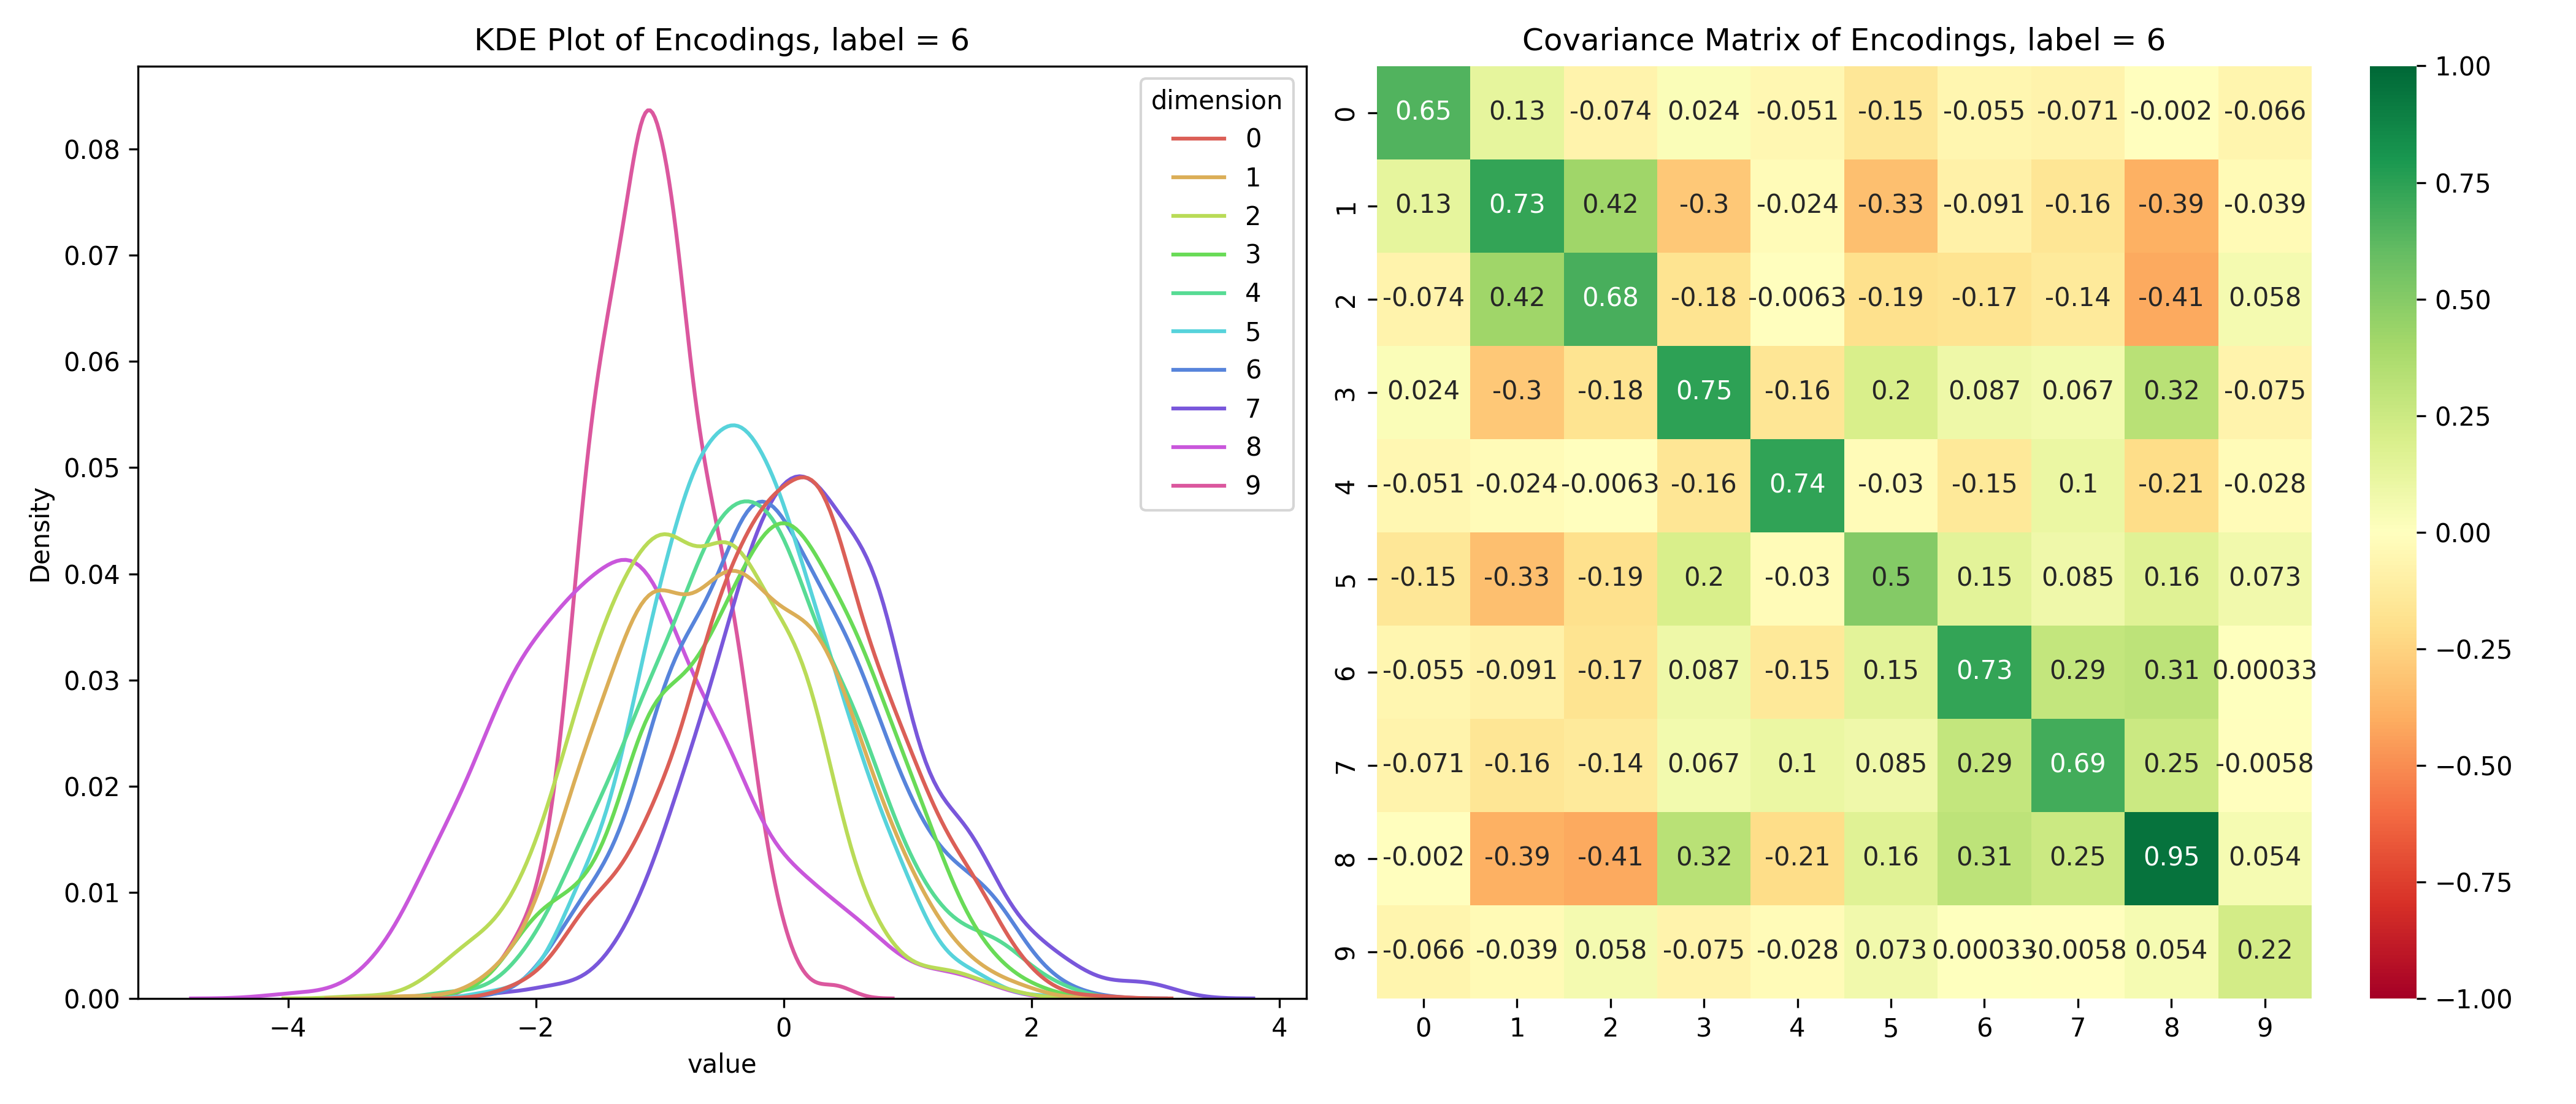 KDE Plot of Encodings, label = 6
Density
0.08
0.07
0.06
0.05
0.04
0.03
0.02
0.01
0.00
−4 −2 0 2 4
value
dimension
0
1
2
3
4
5
6
7
8
9
Covariance Matrix of Encodings, label = 6
0 0.65 0.13 -0.074 0.024 -0.051 -0.15 -0.055 -0.071 -0.002 -0.066
1 0.13 0.73 0.42 -0.3 -0.024 -0.33 -0.091 -0.16 -0.39 -0.039
2 -0.074 0.42 0.68 -0.18 -0.0063 -0.19 -0.17 -0.14 -0.41 0.058
3 0.024 -0.3 -0.18 0.75 -0.16 0.2 0.087 0.067 0.32 -0.075
4 -0.051 -0.024 -0.0063 -0.16 0.74 -0.03 -0.15 0.1 -0.21 -0.028
5 -0.15 -0.33 -0.19 0.2 -0.03 0.5 0.15 0.085 0.16 0.073
6 -0.055 -0.091 -0.17 0.087 -0.15 0.15 0.73 0.29 0.31 0.00033
7 -0.071 -0.16 -0.14 0.067 0.1 0.085 0.29 0.69 0.25 -0.0058
8 -0.002 -0.39 -0.41 0.32 -0.21 0.16 0.31 0.25 0.95 0.054
9 -0.066 -0.039 0.058 -0.075 -0.028 0.073 0.00033 -0.0058 0.054 0.22
0 1 2 3 4 5 6 7 8 9
1.00
0.75
0.50
0.25
0.00
−0.25
−0.50
−0.75
−1.00